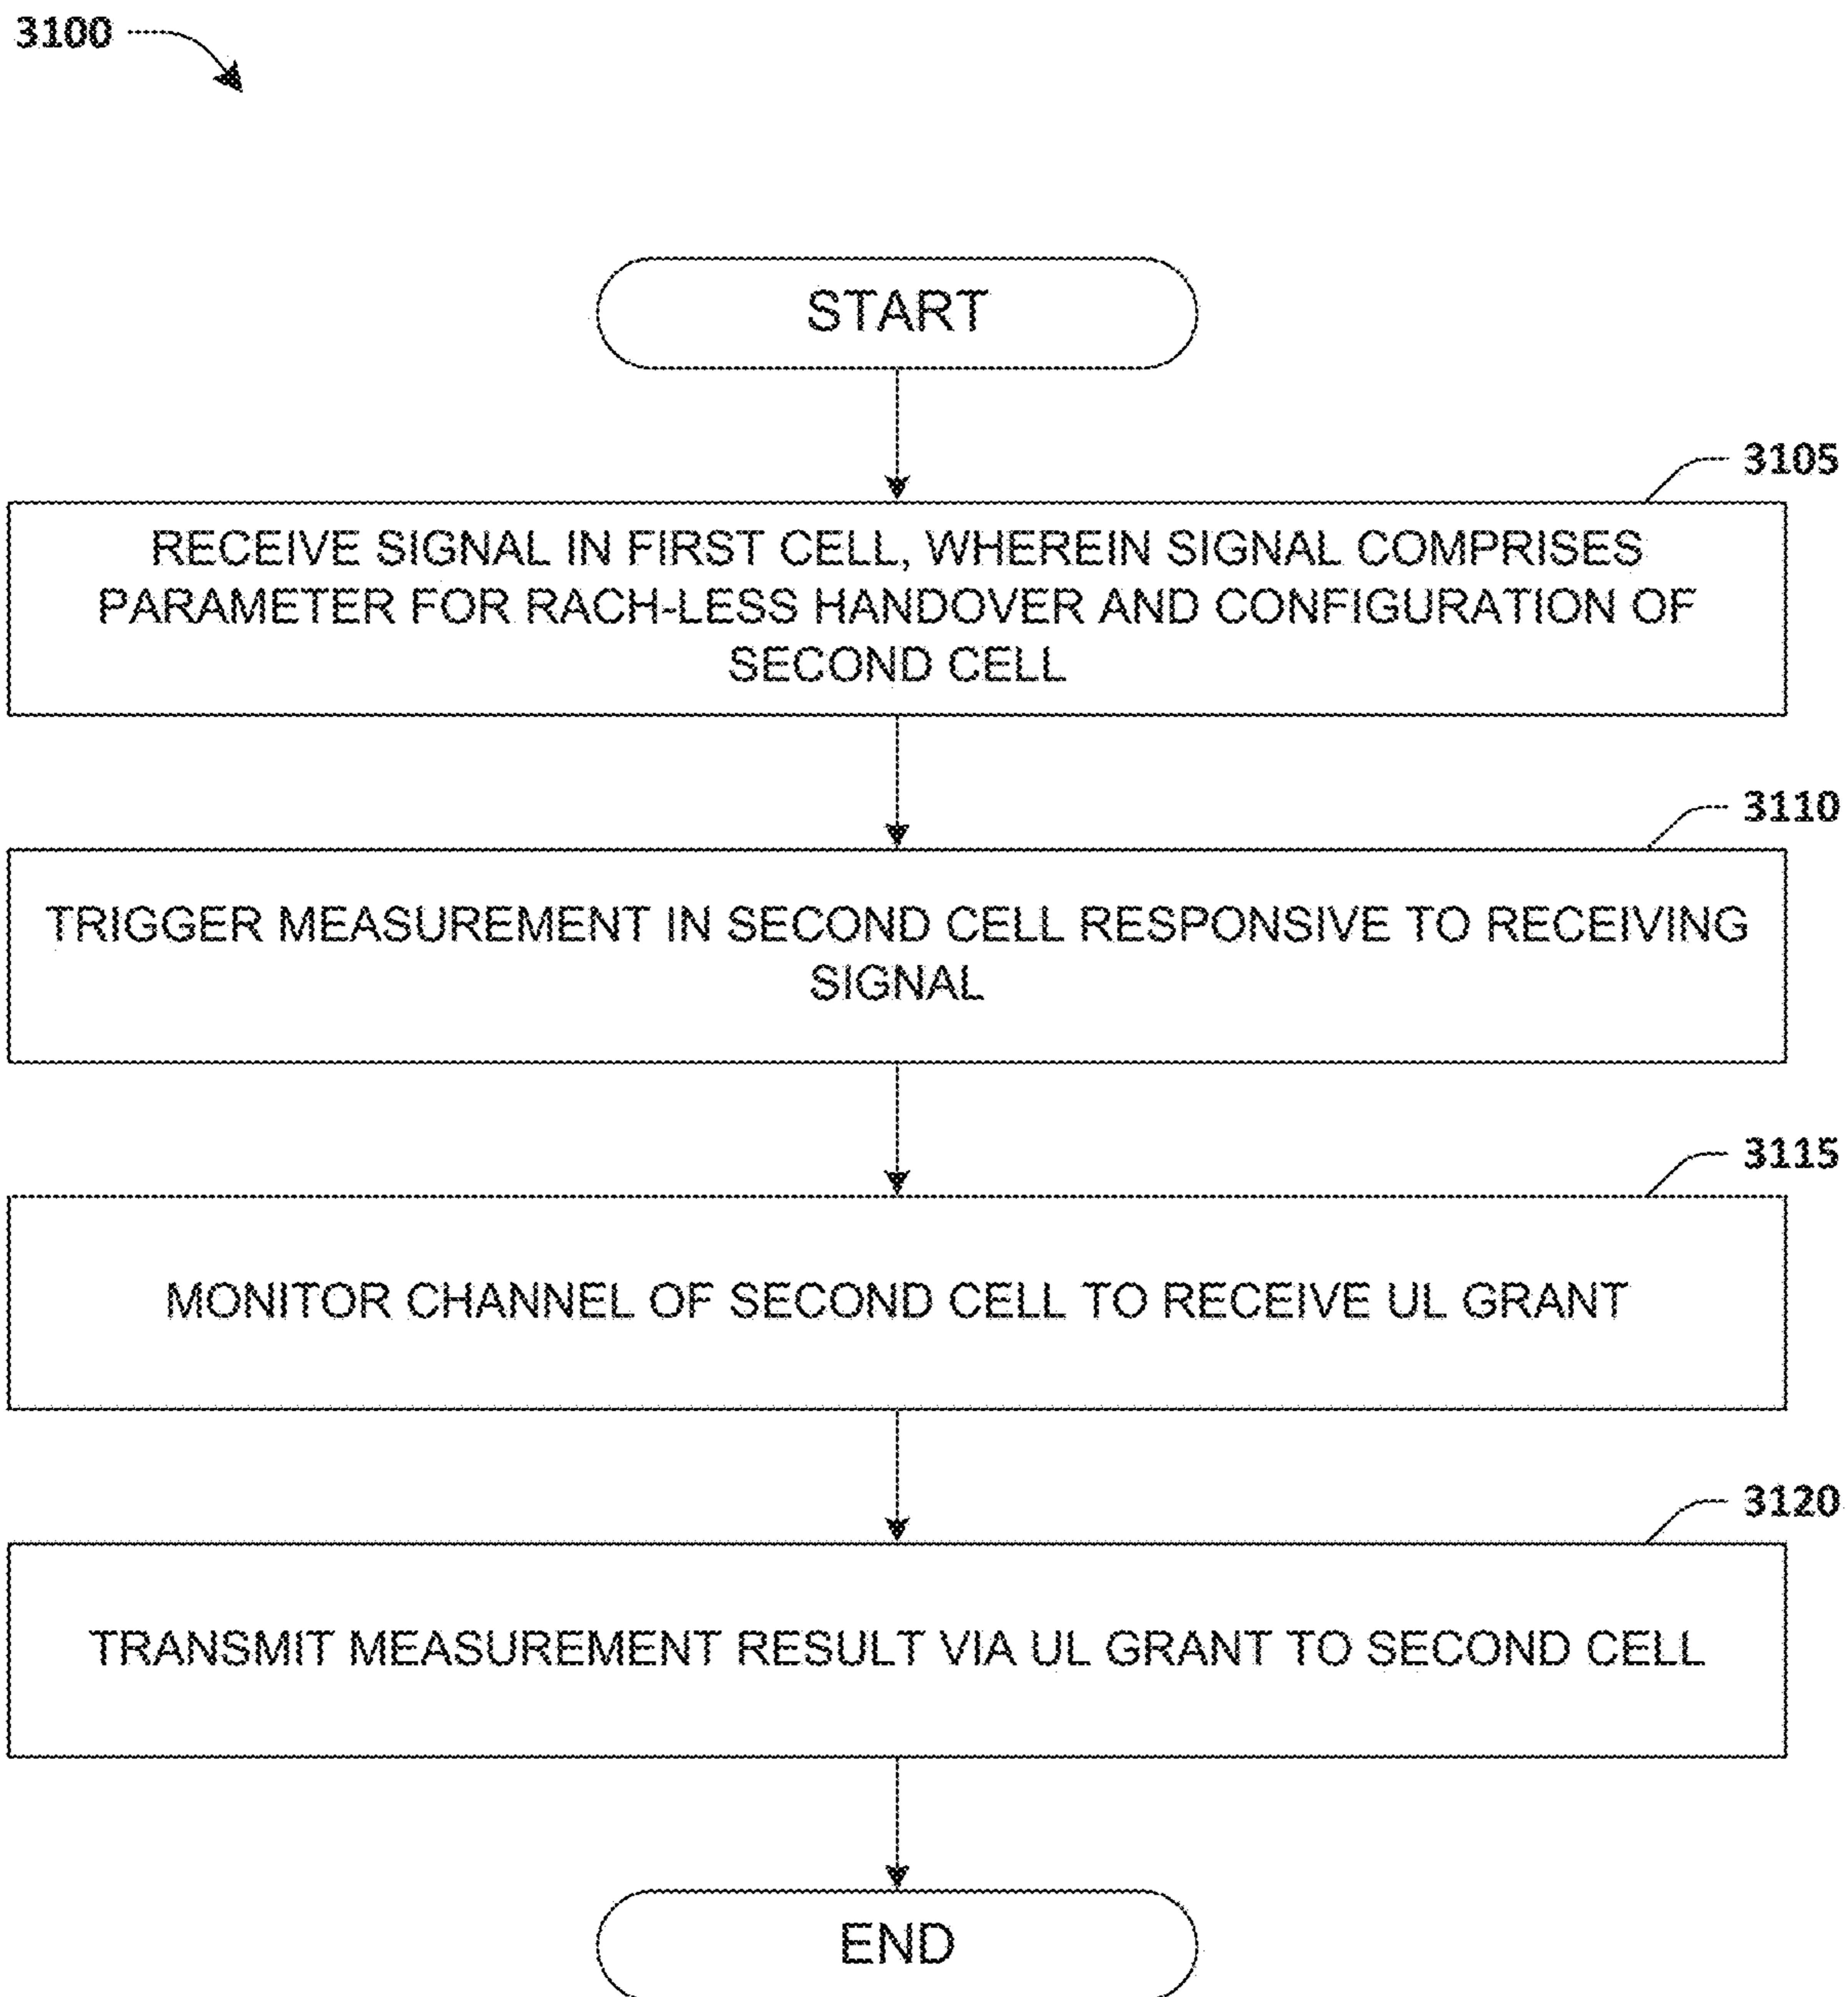 3100
START
3105
RECEIVE SIGNAL IN FIRST CELL, WHEREIN SIGNAL COMPRISES
PARAMETER FOR RACH-LESS HANDOVER AND CONFIGURATION OF
SECOND CELL
3110
TRIGGER MEASUREMENT IN SECOND CELL RESPONSIVE TO RECEIVING
SIGNAL
3115
MONITOR CHANNEL OF SECOND CELL TO RECEIVE UL GRANT
3120
TRANSMIT MEASUREMENT RESULT VIA UL GRANT TO SECOND CELL
END